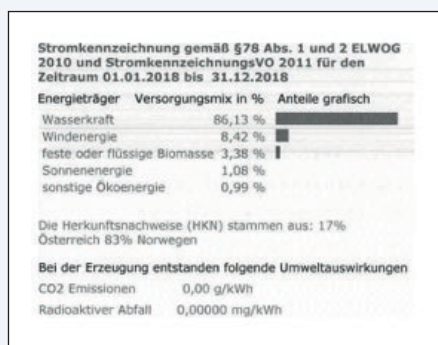 Stromkennzeichnung gemäß §78 Abs. 1 und 2 ELWOG
2010 und StromkennzeichnungsVO 2011 für den
Zeitraum 01.01.2018 bis 31.12.2018
Energieträger Versorgungsmix in % Anteile grafisch
Wasserkraft 86,13 %
Windenergie 8,42 %
feste oder flüssige Biomasse 3,38 %
Sonnenenergie 1,08 %
sonstige Ökoenergie 0,99 %
Die Herkunftsnachweise (HKN) stammen aus: 17%
Österreich 83% Norwegen
Bei der Erzeugung entstanden folgende Umweltauswirkungen
CO2 Emissionen 0,00 g/kWh
Radioaktiver Abfall 0,00000 mg/kWh